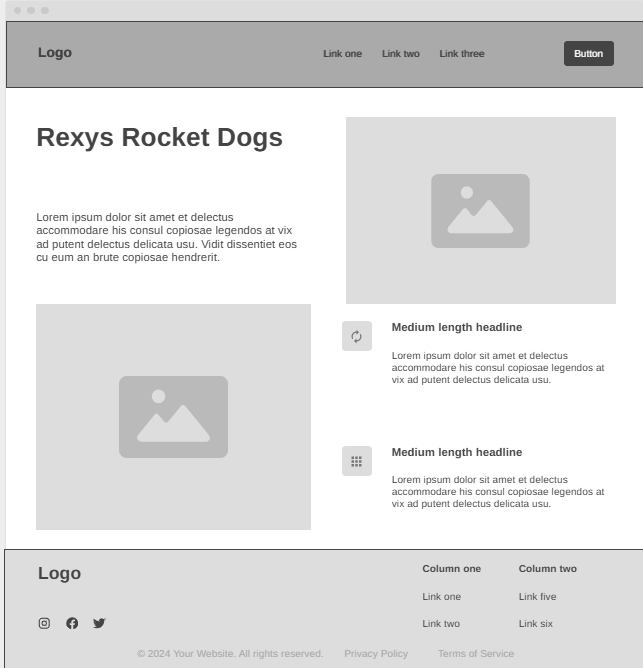 Logo
Link one Link two Link three
Button
Rexys Rocket Dogs
Lorem ipsum dolor sit amet et delectus
accommodare his consul copiosae legendos at vix
ad putent delectus delicata usu. Vidit dissentiet eos
cu eum an brute copiosae hendrerit.
Medium length headline
Lorem ipsum dolor sit amet et delectus
accommodare his consul copiosae legendos at
vix ad putent delectus delicata usu.
Medium length headline
Lorem ipsum dolor sit amet et delectus
accommodare his consul copiosae legendos at
vix ad putent delectus delicata usu.
Logo
Column one
Link one
Link two
Column two
Link five
Link six
© 2024 Your Website. All rights reserved. Privacy Policy Terms of Service